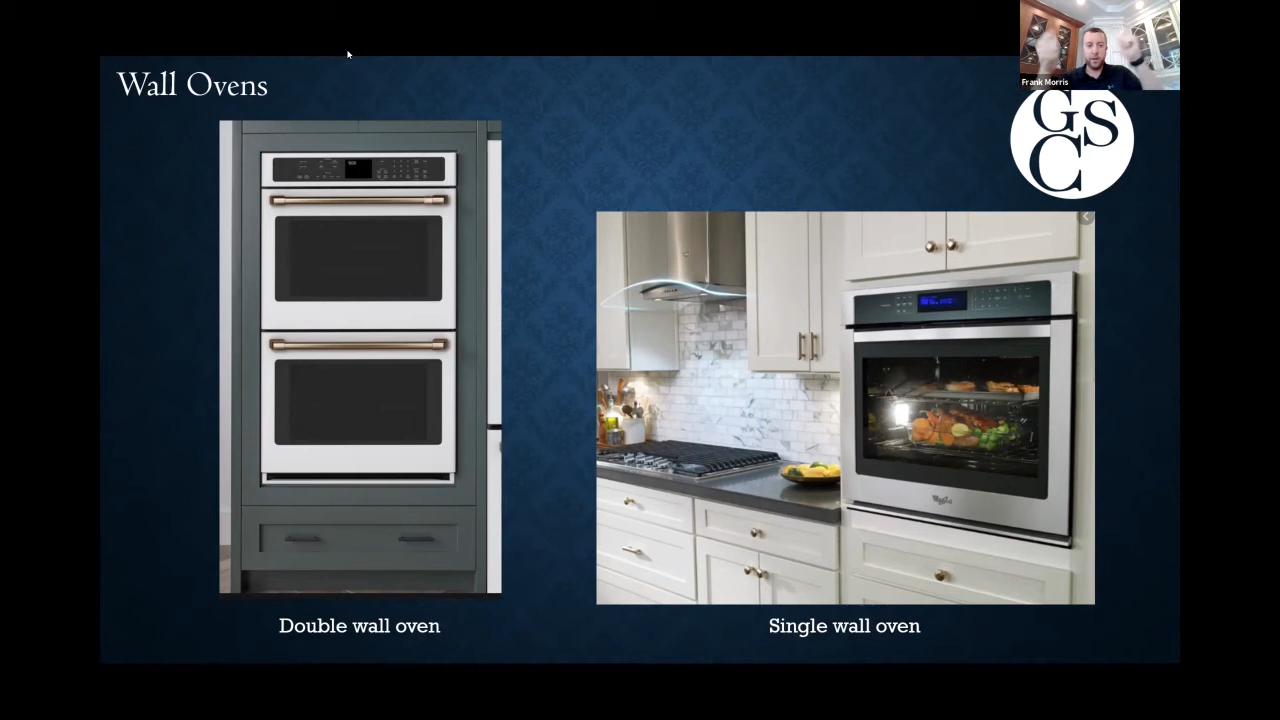 Frank Morris
Wall Ovens
GSC
Double wall oven
Single wall oven